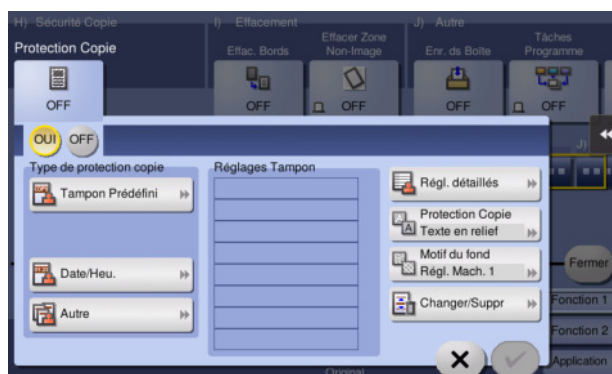 H) Sécurité Copie
I) Effacement
J) Autre
Protection Copie
Effac. Bords
Effacer Zone
Non-Image
Enr. ds Boîte
Tâches
Programme
OFF
OFF
OFF
OFF
OFF
OUI
OFF
J)
Type de protection copie
Réglages Tampon
Tampon Prédéfini
Date/Heu.
Autre
Régl. détaillés
Protection Copie
Texte en relief
Motif du fond
Régl. Mach. 1
Changer/Suppr
Fermer
Fonction 1
Fonction 2
Application
Original